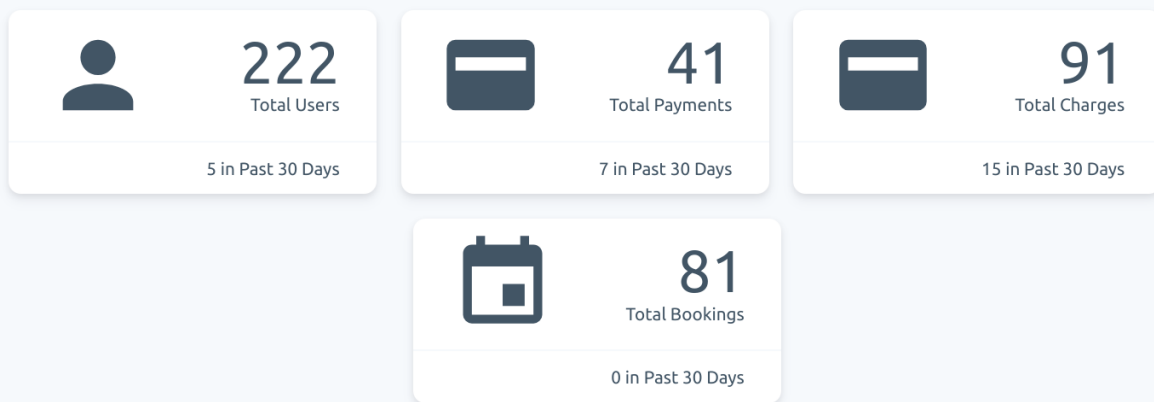 222
Total Users
5 in Past 30 Days
41
Total Payments
7 in Past 30 Days
91
Total Charges
15 in Past 30 Days
81
Total Bookings
0 in Past 30 Days